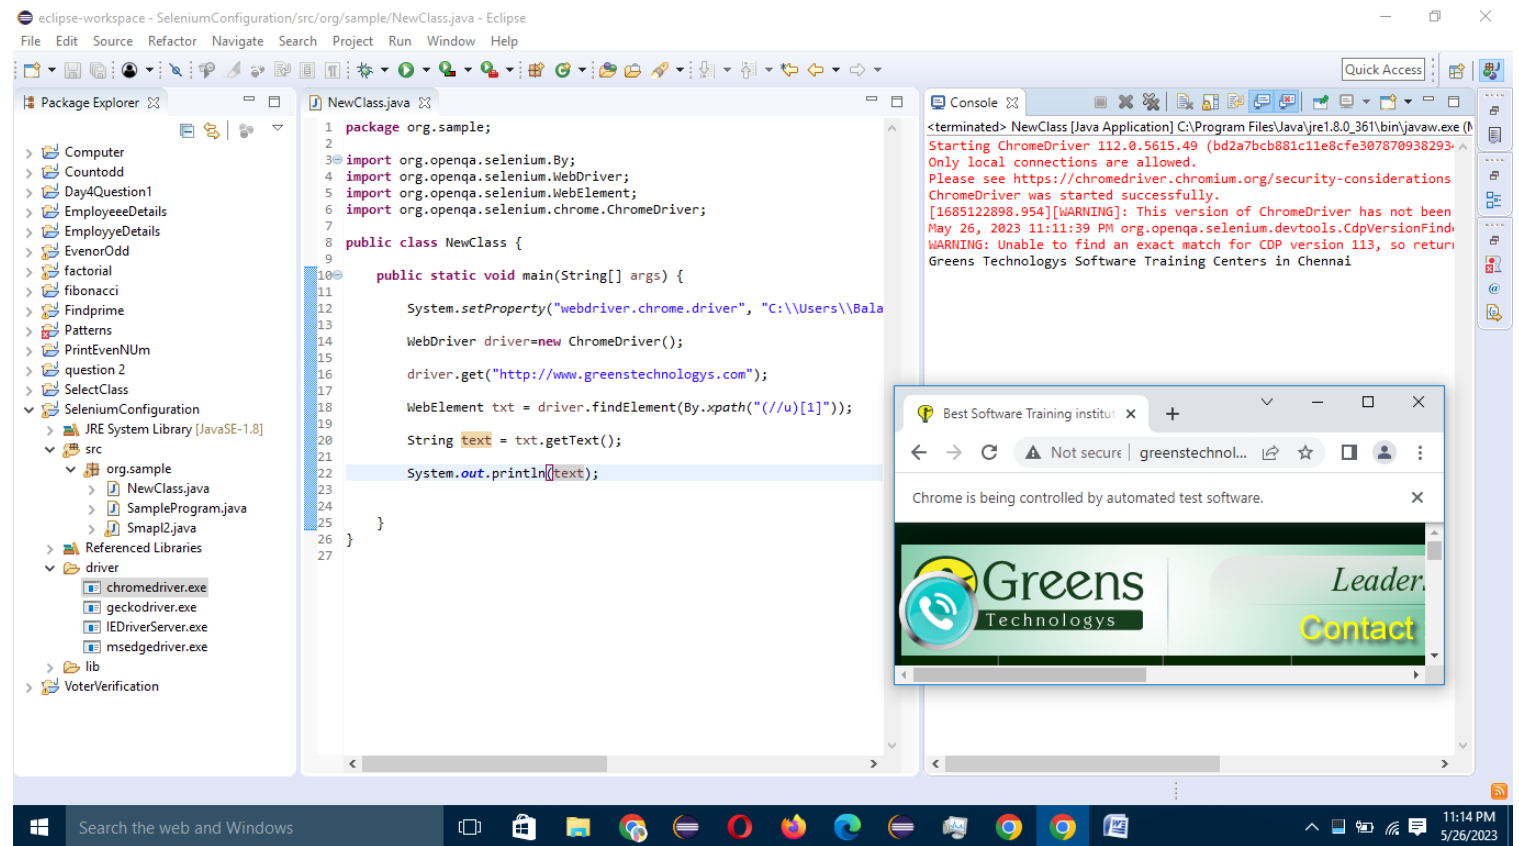 eclipse-workspace - SeleniumConfiguration/src/org/sample/NewClass.java - Eclipse
File Edit Source Refactor Navigate Search Project Run Window Help
Quick Access
Package Explorer
Computer
Countodd
Day4Question1
EmployeeeDetails
EmployyeDetails
EvenorOdd
factorial
fibonacci
Findprime
Patterns
PrintEvenNUm
question 2
SelectClass
SeleniumConfiguration
JRE System Library [JavaSE-1.8]
src
org.sample
NewClass.java
SampleProgram.java
Smapl2.java
Referenced Libraries
driver
chromedriver.exe
geckodriver.exe
IEDriverServer.exe
msedgedriver.exe
lib
VoterVerification
NewClass.java
1 package org.sample;
2
3 import org.openqa.selenium.By;
4 import org.openqa.selenium.WebDriver;
5 import org.openqa.selenium.WebElement;
6 import org.openqa.selenium.chrome.ChromeDriver;
7
8 public class NewClass {
9
10 public static void main(String[] args) {
11
12 System.setProperty("webdriver.chrome.driver", "C:\\Users\\Bala
13
14 WebDriver driver=new ChromeDriver();
15
16 driver.get("http://www.greenstechnologys.com");
17
18 WebElement txt = driver.findElement(By.xpath("(//u)[1]"));
19
20 String text = txt.getText();
21
22 System.out.println(text);
23
24
25 }
26 }
27
Console
<terminated> NewClass [Java Application] C:\Program Files\Java\jre1.8.0_361\bin\javaw.exe (
Starting ChromeDriver 112.0.5615.49 (bd2a7bcb881c11e8cfe3078709382934
Only local connections are allowed.
Please see https://chromedriver.chromium.org/security-considerations
ChromeDriver was started successfully.
[1685122898.954][WARNING]: This version of ChromeDriver has not been
May 26, 2023 11:11:39 PM org.openqa.selenium.devtools.CdpVersionFind
WARNING: Unable to find an exact match for CDP version 113, so retur
Greens Technologys Software Training Centers in Chennai
Best Software Training institut
Not secure greenstechnol...
Chrome is being controlled by automated test software.
Greens
Technologys
Leader
Contact
Search the web and Windows
11:14 PM
5/26/2023